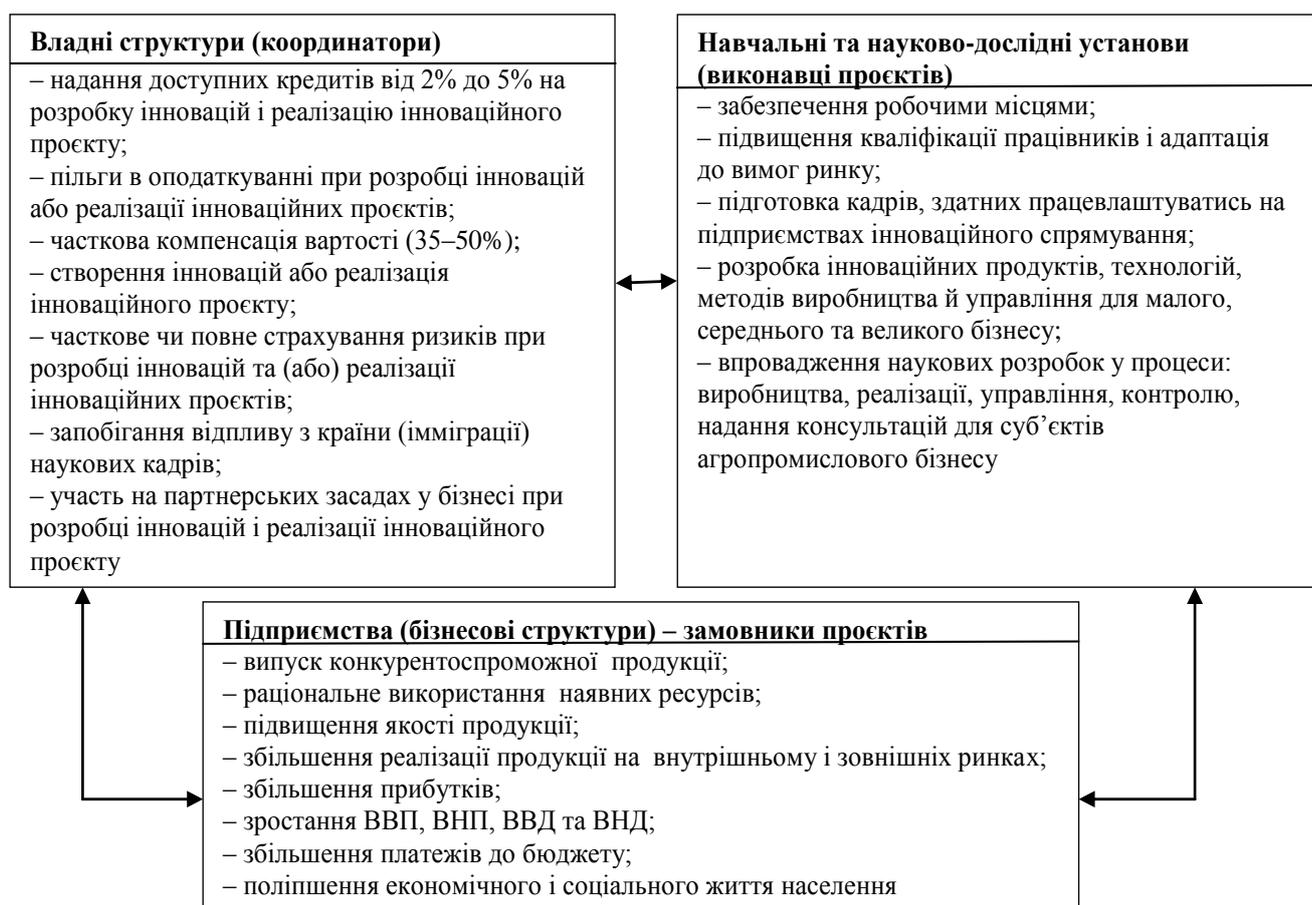 Владні структури (координатори)
– надання доступних кредитів від 2% до 5% на
розробку інновацій і реалізацію інноваційного
проєкту;
– пільги в оподаткуванні при розробці інновацій
або реалізації інноваційних проєктів;
– часткова компенсація вартості (35–50%);
– створення інновацій або реалізація
інноваційного проєкту;
– часткове чи повне страхування ризиків при
розробці інновацій та (або) реалізації
інноваційних проєктів;
– запобігання відпливу з країни (імміграції)
наукових кадрів;
– участь на партнерських засадах у бізнесі при
розробці інновацій і реалізації інноваційного
проєкту
Навчальні та науково-дослідні установи
(виконавці проєктів)
– забезпечення робочими місцями;
– підвищення кваліфікації працівників і адаптація
до вимог ринку;
– підготовка кадрів, здатних працевлаштуватись на
підприємствах інноваційного спрямування;
– розробка інноваційних продуктів, технологій,
методів виробництва й управління для малого,
середнього та великого бізнесу;
– впровадження наукових розробок у процеси:
виробництва, реалізації, управління, контролю,
надання консультацій для суб’єктів
агропромислового бізнесу
Підприємства (бізнесові структури) – замовники проєктів
– випуск конкурентоспроможної продукції;
– раціональне використання наявних ресурсів;
– підвищення якості продукції;
– збільшення реалізації продукції на внутрішньому і зовнішніх ринках;
– збільшення прибутків;
– зростання ВВП, ВНП, ВВД та ВНД;
– збільшення платежів до бюджету;
– поліпшення економічного і соціального життя населення